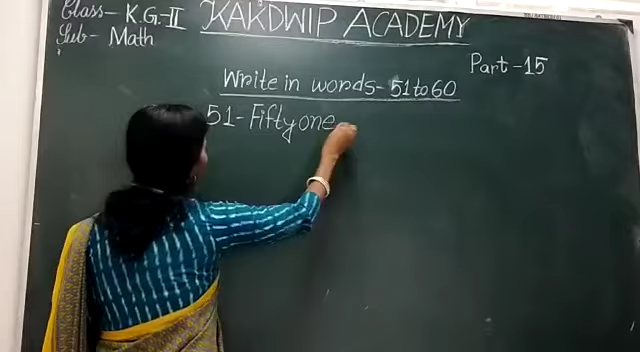 Class- K.G.-II
KAKDWIP ACADEMY
Sub- Math
Part -15
Write in words- 51 to 60
51- Fifty one